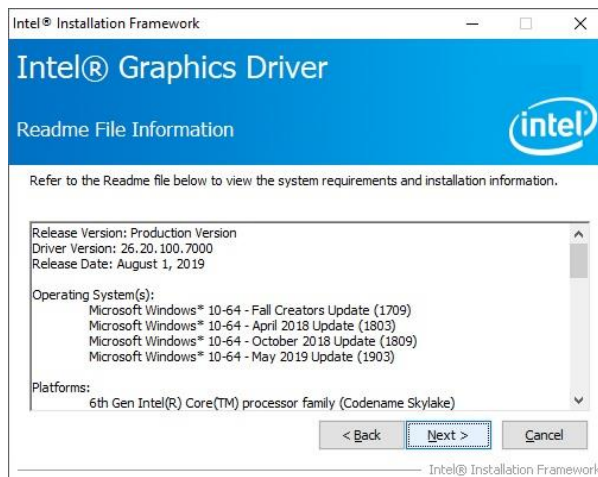 Intel® Installation Framework
Intel® Graphics Driver
Readme File Information
intel
Refer to the Readme file below to view the system requirements and installation information.
Release Version: Production Version
Driver Version: 26.20.100.7000
Release Date: August 1, 2019
Operating System(s):
Microsoft Windows* 10-64 - Fall Creators Update (1709)
Microsoft Windows* 10-64 - April 2018 Update (1803)
Microsoft Windows* 10-64 - October 2018 Update (1809)
Microsoft Windows* 10-64 - May 2019 Update (1903)
Platforms:
6th Gen Intel(R) Core(TM) processor family (Codename Skylake)
< Back Next > Cancel
Intel® Installation Framework